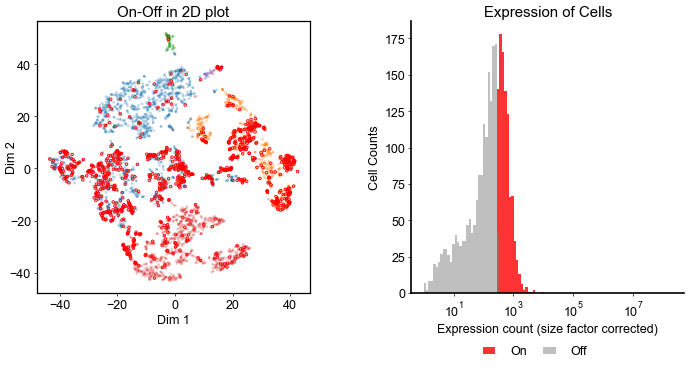 On-Off in 2D plot
Expression of Cells
Dim 2
40
20
0
−20
−40
−40 −20 0 20 40
Dim 1
Cell Counts
175
150
125
100
75
50
25
0
10^1 10^3 10^5 10^7
Expression count (size factor corrected)
On Off